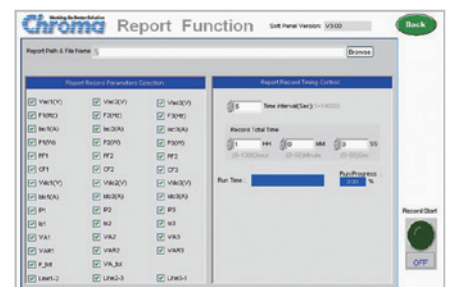 Chroma Report Function Soft Panel Version: V3.00 Back
Report Path & File Name Browse
Report Record Parameters Selection
Report Record Timing Control
Vac1(V) Vac2(V) Vac3(V)
F1(Hz) F2(Hz) F3(Hz)
Iac1(A) Iac2(A) Iac3(A)
P1(W) P2(W) P3(W)
PF1 PF2 PF3
CF1 CF2 CF3
Vdc1(V) Vdc2(V) Vdc3(V)
Idc1(A) Idc2(A) Idc3(A)
IP1 IP2 IP3
Is1 Is2 Is3
VA1 VA2 VA3
VAR1 VAR2 VAR3
P_tot VA_tot
Line1-2 Line2-3 Line3-1
5 Time Interval(Sec)
Record Total Time
1 HH 0 MM 0 SS
Run Time : Run Progress :
0.00 %
Record Start
OFF